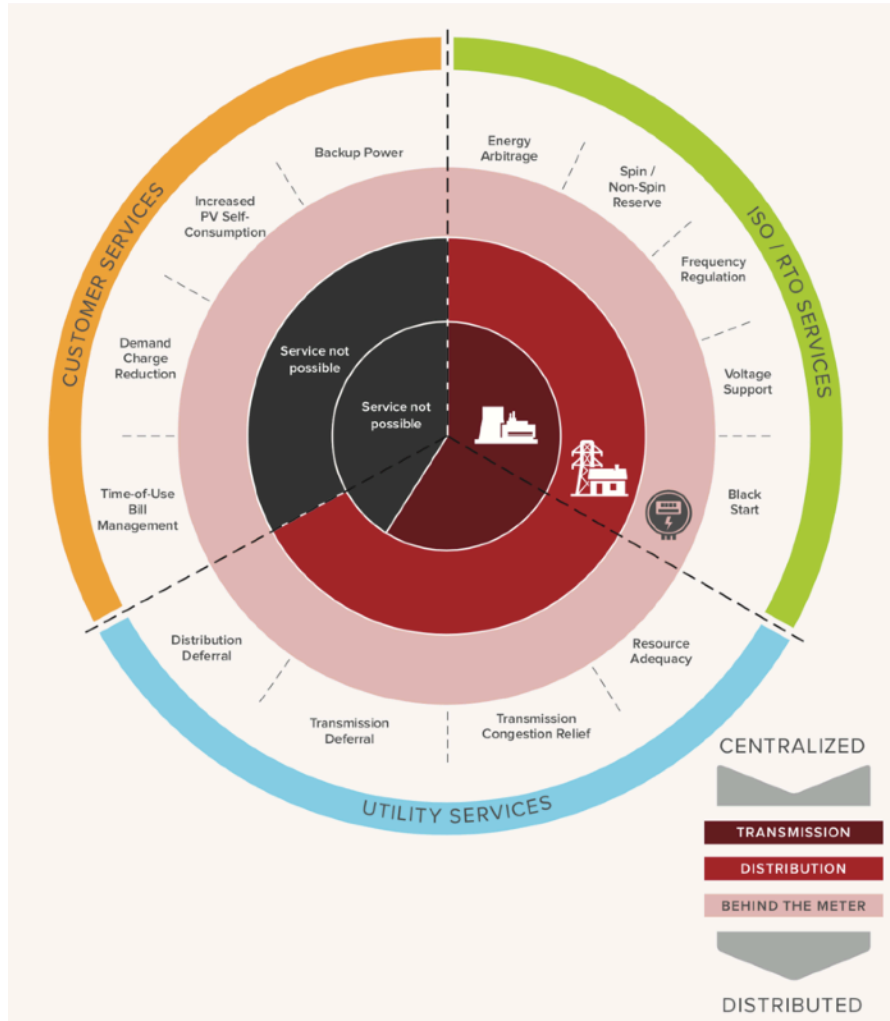 CUSTOMER SERVICES
ISO / RTO SERVICES
UTILITY SERVICES
Backup Power
Increased
PV Self-
Consumption
Demand
Charge
Reduction
Time-of-Use
Bill
Management
Energy
Arbitrage
Spin /
Non-Spin
Reserve
Frequency
Regulation
Voltage
Support
Black
Start
Resource
Adequacy
Transmission
Congestion Relief
Transmission
Deferral
Distribution
Deferral
Service not
possible
Service not
possible
CENTRALIZED
TRANSMISSION
DISTRIBUTION
BEHIND THE METER
DISTRIBUTED